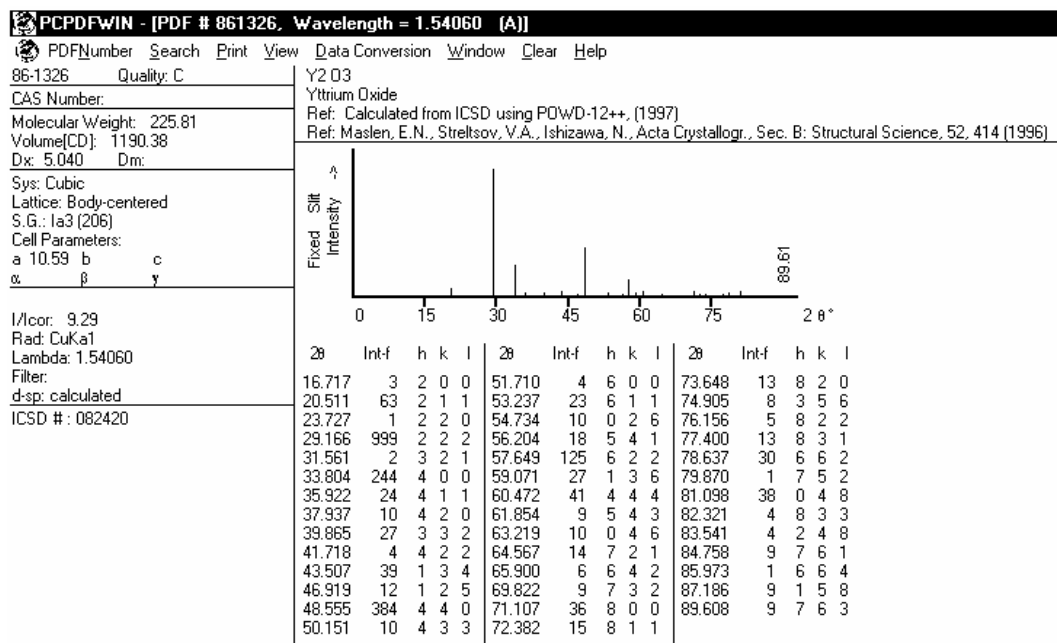 PCPDFWIN - [PDF # 861326, Wavelength = 1.54060 (A)]
PDFNumber Search Print View Data Conversion Window Clear Help
86-1326 Quality: C
CAS Number:
Molecular Weight: 225.81
Volume[CD]: 1190.38
Dx: 5.040 Dm:
Sys: Cubic
Lattice: Body-centered
S.G.: Ia3 (206)
Cell Parameters:
a 10.59 b c
α β γ
I/Icor: 9.29
Rad: CuKa1
Lambda: 1.54060
Filter:
d-sp: calculated
ICSD # : 082420
Y2 O3
Yttrium Oxide
Ref: Calculated from ICSD using POWD-12++, (1997)
Ref: Maslen, E.N., Streltsov, V.A., Ishizawa, N., Acta Crystallogr., Sec. B: Structural Science, 52, 414 (1996)
Fixed Slit
Intensity ->
89.61
0 15 30 45 60 75 2 θ °
2θ Int-f h k l 2θ Int-f h k l 2θ Int-f h k l
16.717 3 2 0 0 51.710 4 6 0 0 73.648 13 8 2 0
20.511 63 2 1 1 53.237 23 6 1 1 74.905 8 3 5 6
23.727 1 2 2 0 54.734 10 0 2 6 76.156 5 8 2 2
29.166 999 2 2 2 56.204 18 5 4 1 77.400 13 8 3 1
31.561 2 3 2 1 57.649 125 6 2 2 78.637 30 6 6 2
33.804 244 4 0 0 59.071 27 1 3 6 79.870 1 7 5 2
35.922 24 4 1 1 60.472 41 4 4 4 81.098 38 0 4 8
37.937 10 4 2 0 61.854 9 5 4 3 82.321 4 8 3 3
39.865 27 3 3 2 63.219 10 0 4 6 83.541 4 2 4 8
41.718 4 4 2 2 64.567 14 7 2 1 84.758 9 7 6 1
43.507 39 1 3 4 65.900 6 6 4 2 85.973 1 6 6 4
46.919 12 1 2 5 69.822 9 7 3 2 87.186 9 1 5 8
48.555 384 4 4 0 71.107 36 8 0 0 89.608 9 7 6 3
50.151 10 4 3 3 72.382 15 8 1 1